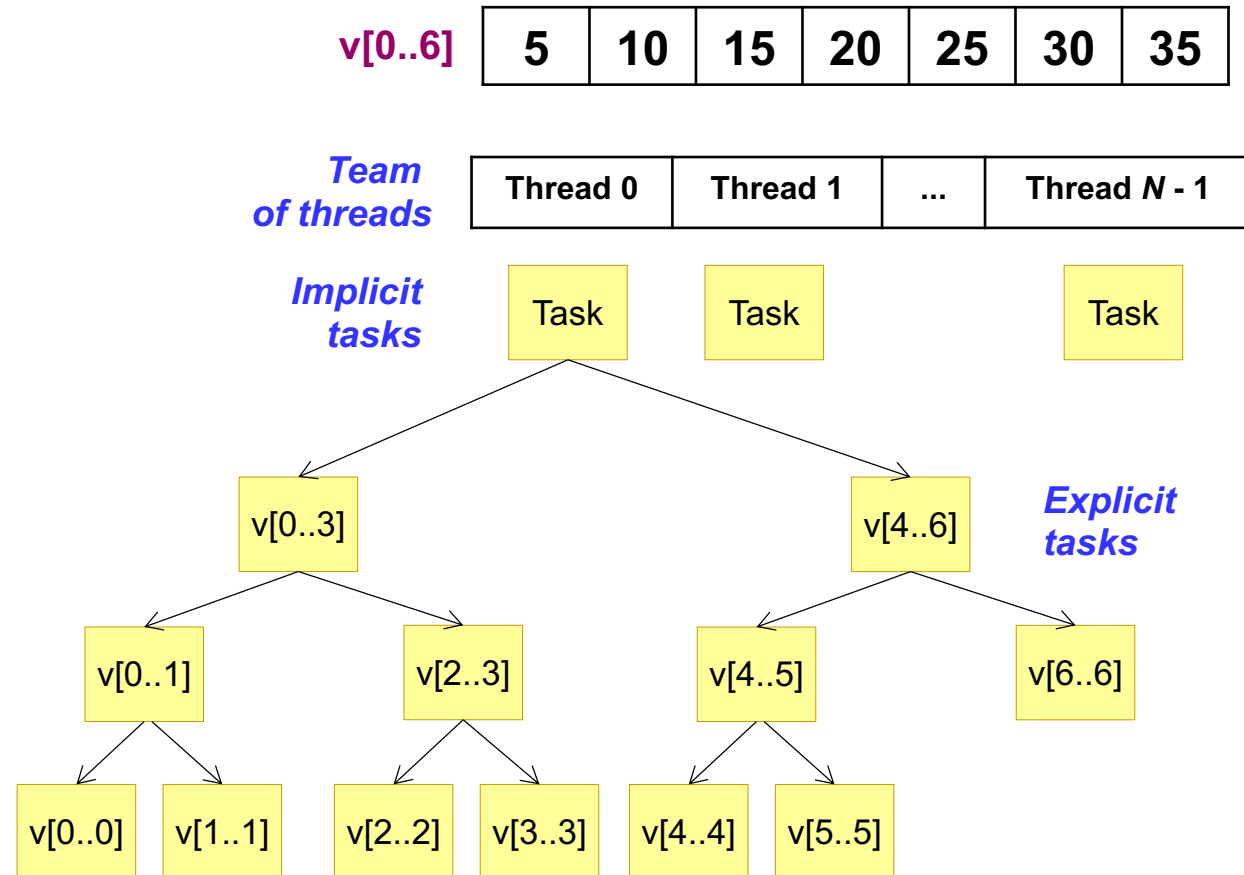 v[0..6] 5 10 15 20 25 30 35
Team
of threads
Thread 0 Thread 1 ... Thread N - 1
Implicit
tasks
Task Task Task
v[0..3] v[4..6]
Explicit
tasks
v[0..1] v[2..3] v[4..5] v[6..6]
v[0..0] v[1..1] v[2..2] v[3..3] v[4..4] v[5..5]